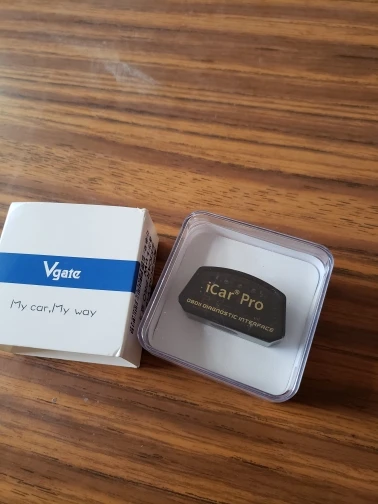 Vgate
My car,My way
iCar® Pro
OBDII DIAGNOSTIC INTERFACE